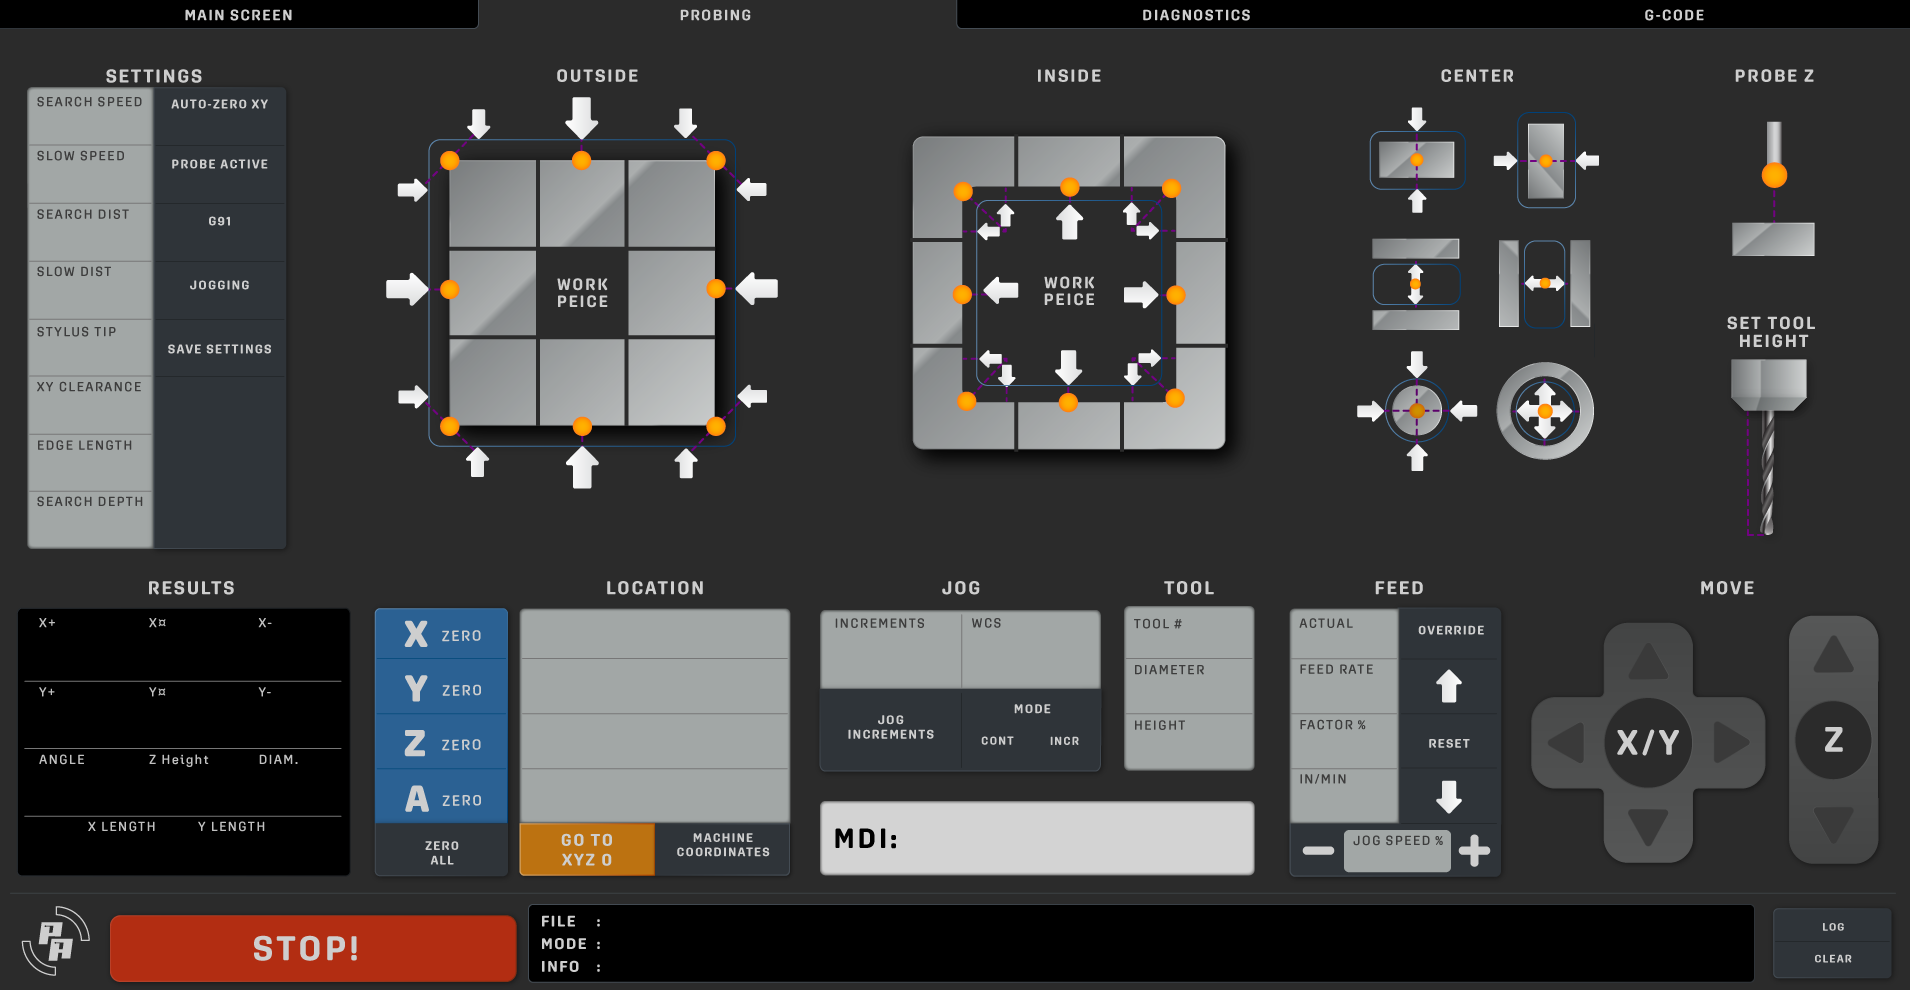 MAIN SCREEN
PROBING
DIAGNOSTICS
G-CODE
SETTINGS
OUTSIDE
INSIDE
CENTER
PROBE Z
SEARCH SPEED
AUTO-ZERO XY
SLOW SPEED
PROBE ACTIVE
SEARCH DIST
G91
SLOW DIST
JOGGING
STYLUS TIP
SAVE SETTINGS
XY CLEARANCE
EDGE LENGTH
SEARCH DEPTH
WORK
PEICE
WORK
PEICE
SET TOOL
HEIGHT
RESULTS
LOCATION
JOG
TOOL
FEED
MOVE
X+
X¤
X-
Y+
Y¤
Y-
ANGLE
Z Height
DIAM.
X LENGTH
Y LENGTH
X ZERO
Y ZERO
Z ZERO
A ZERO
ZERO
ALL
GO TO
XYZ 0
MACHINE
COORDINATES
INCREMENTS
WCS
JOG
INCREMENTS
MODE
CONT
INCR
TOOL #
DIAMETER
HEIGHT
MDI:
ACTUAL
OVERRIDE
FEED RATE
FACTOR %
RESET
IN/MIN
JOG SPEED %
X/Y
Z
PA
STOP!
FILE :
MODE :
INFO :
LOG
CLEAR